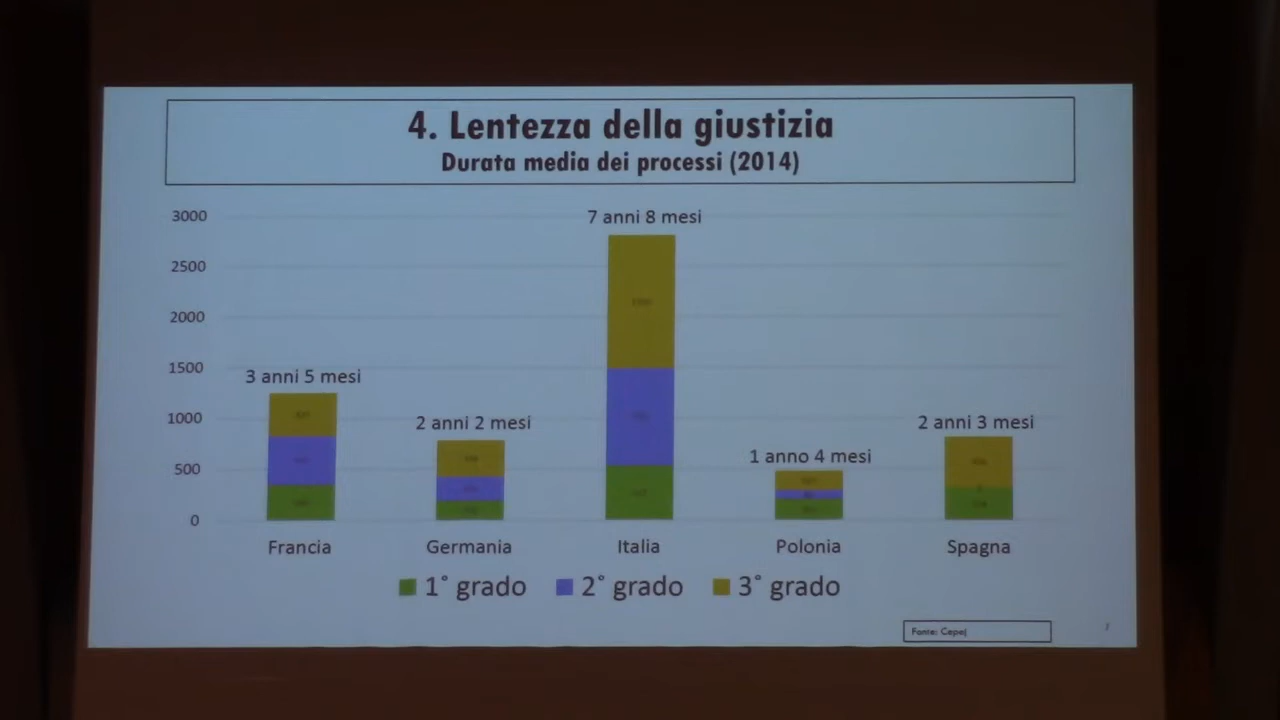 4. Lentezza della giustizia
Durata media dei processi (2014)
3000
2500
2000
1500
1000
500
0
3 anni 5 mesi
2 anni 2 mesi
7 anni 8 mesi
1 anno 4 mesi
2 anni 3 mesi
Francia
Germania
Italia
Polonia
Spagna
1° grado
2° grado
3° grado
Fonte: Cepej